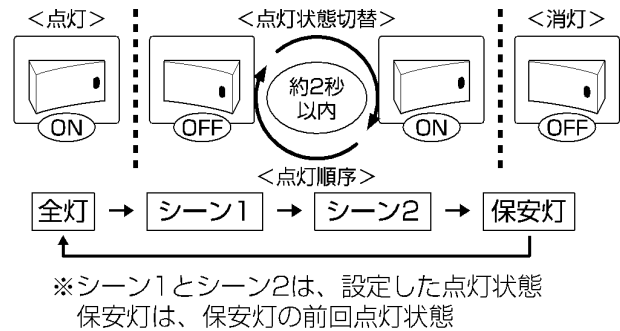 ＜点灯＞ ＜点灯状態切替＞ ＜消灯＞
約2秒
以内
ON OFF ON OFF
＜点灯順序＞
全灯 → シーン1 → シーン2 → 保安灯
※シーン1とシーン2は、設定した点灯状態
保安灯は、保安灯の前回点灯状態